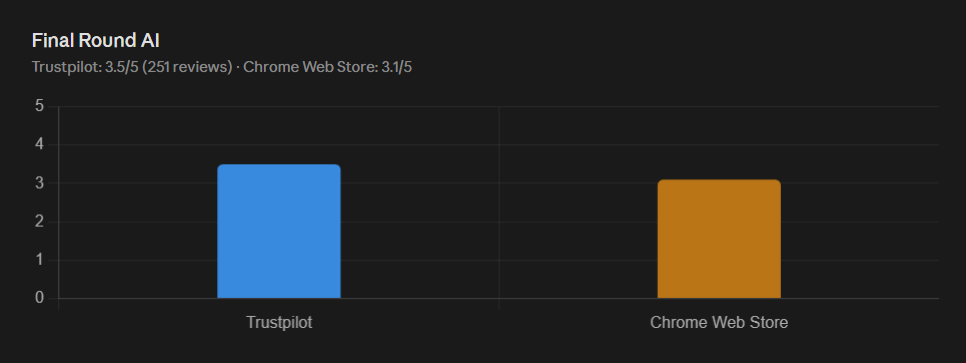 Final Round AI
Trustpilot: 3.5/5 (251 reviews) · Chrome Web Store: 3.1/5
5
4
3
2
1
0
Trustpilot
Chrome Web Store